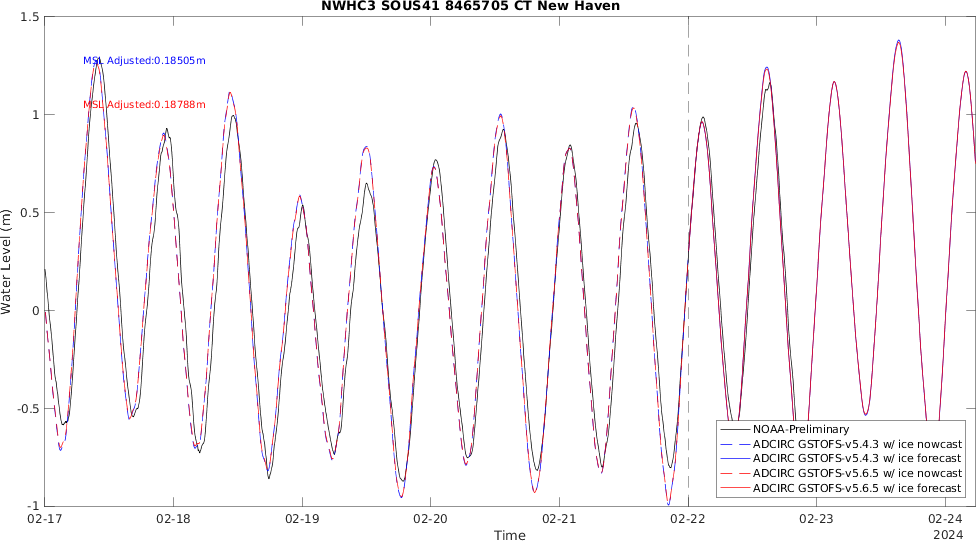 NWHC3 SOUS41 8465705 CT New Haven
1.5
MSL Adjusted:0.18505m
MSL Adjusted:0.18788m
1
0.5
0
-0.5
-1
Water Level (m)
NOAA-Preliminary
ADCIRC GSTOFS-v5.4.3 w/ ice nowcast
ADCIRC GSTOFS-v5.4.3 w/ ice forecast
ADCIRC GSTOFS-v5.6.5 w/ ice nowcast
ADCIRC GSTOFS-v5.6.5 w/ ice forecast
02-17 02-18 02-19 02-20 02-21 02-22 02-23 02-24
Time
2024